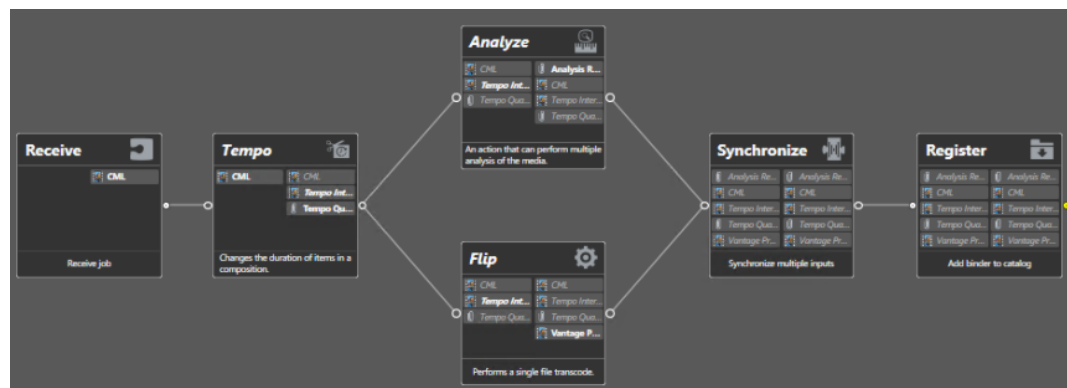 Analyze
CML
Analysis R...
Tempo Int...
CML
Tempo Qua...
Tempo Inter...
Tempo Qua...
An action that can perform multiple
analysis of the media.
Receive
CML
Receive job
Tempo
CML
CML
Tempo Int...
Tempo Qu...
Changes the duration of items in a
composition.
Flip
CML
CML
Tempo Int...
Tempo Inter...
Tempo Qua...
Tempo Qua...
Vantage P...
Performs a single file transcode.
Synchronize
Analysis Re...
Analysis Re...
CML
CML
Tempo Inter...
Tempo Inter...
Tempo Qua...
Tempo Qua...
Vantage Pr...
Vantage Pr...
Synchronize multiple inputs
Register
Analysis Re...
Analysis Re...
CML
CML
Tempo Inter...
Tempo Inter...
Tempo Qua...
Tempo Qua...
Vantage Pr...
Vantage Pr...
Add binder to catalog